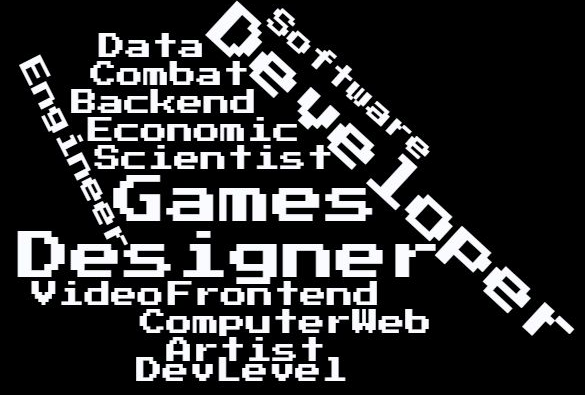 Software
Developer
Data
Combat
Backend
Economic
Scientist
Engineer
Games
Designer
VideoFrontend
ComputerWeb
Artist
DevLevel